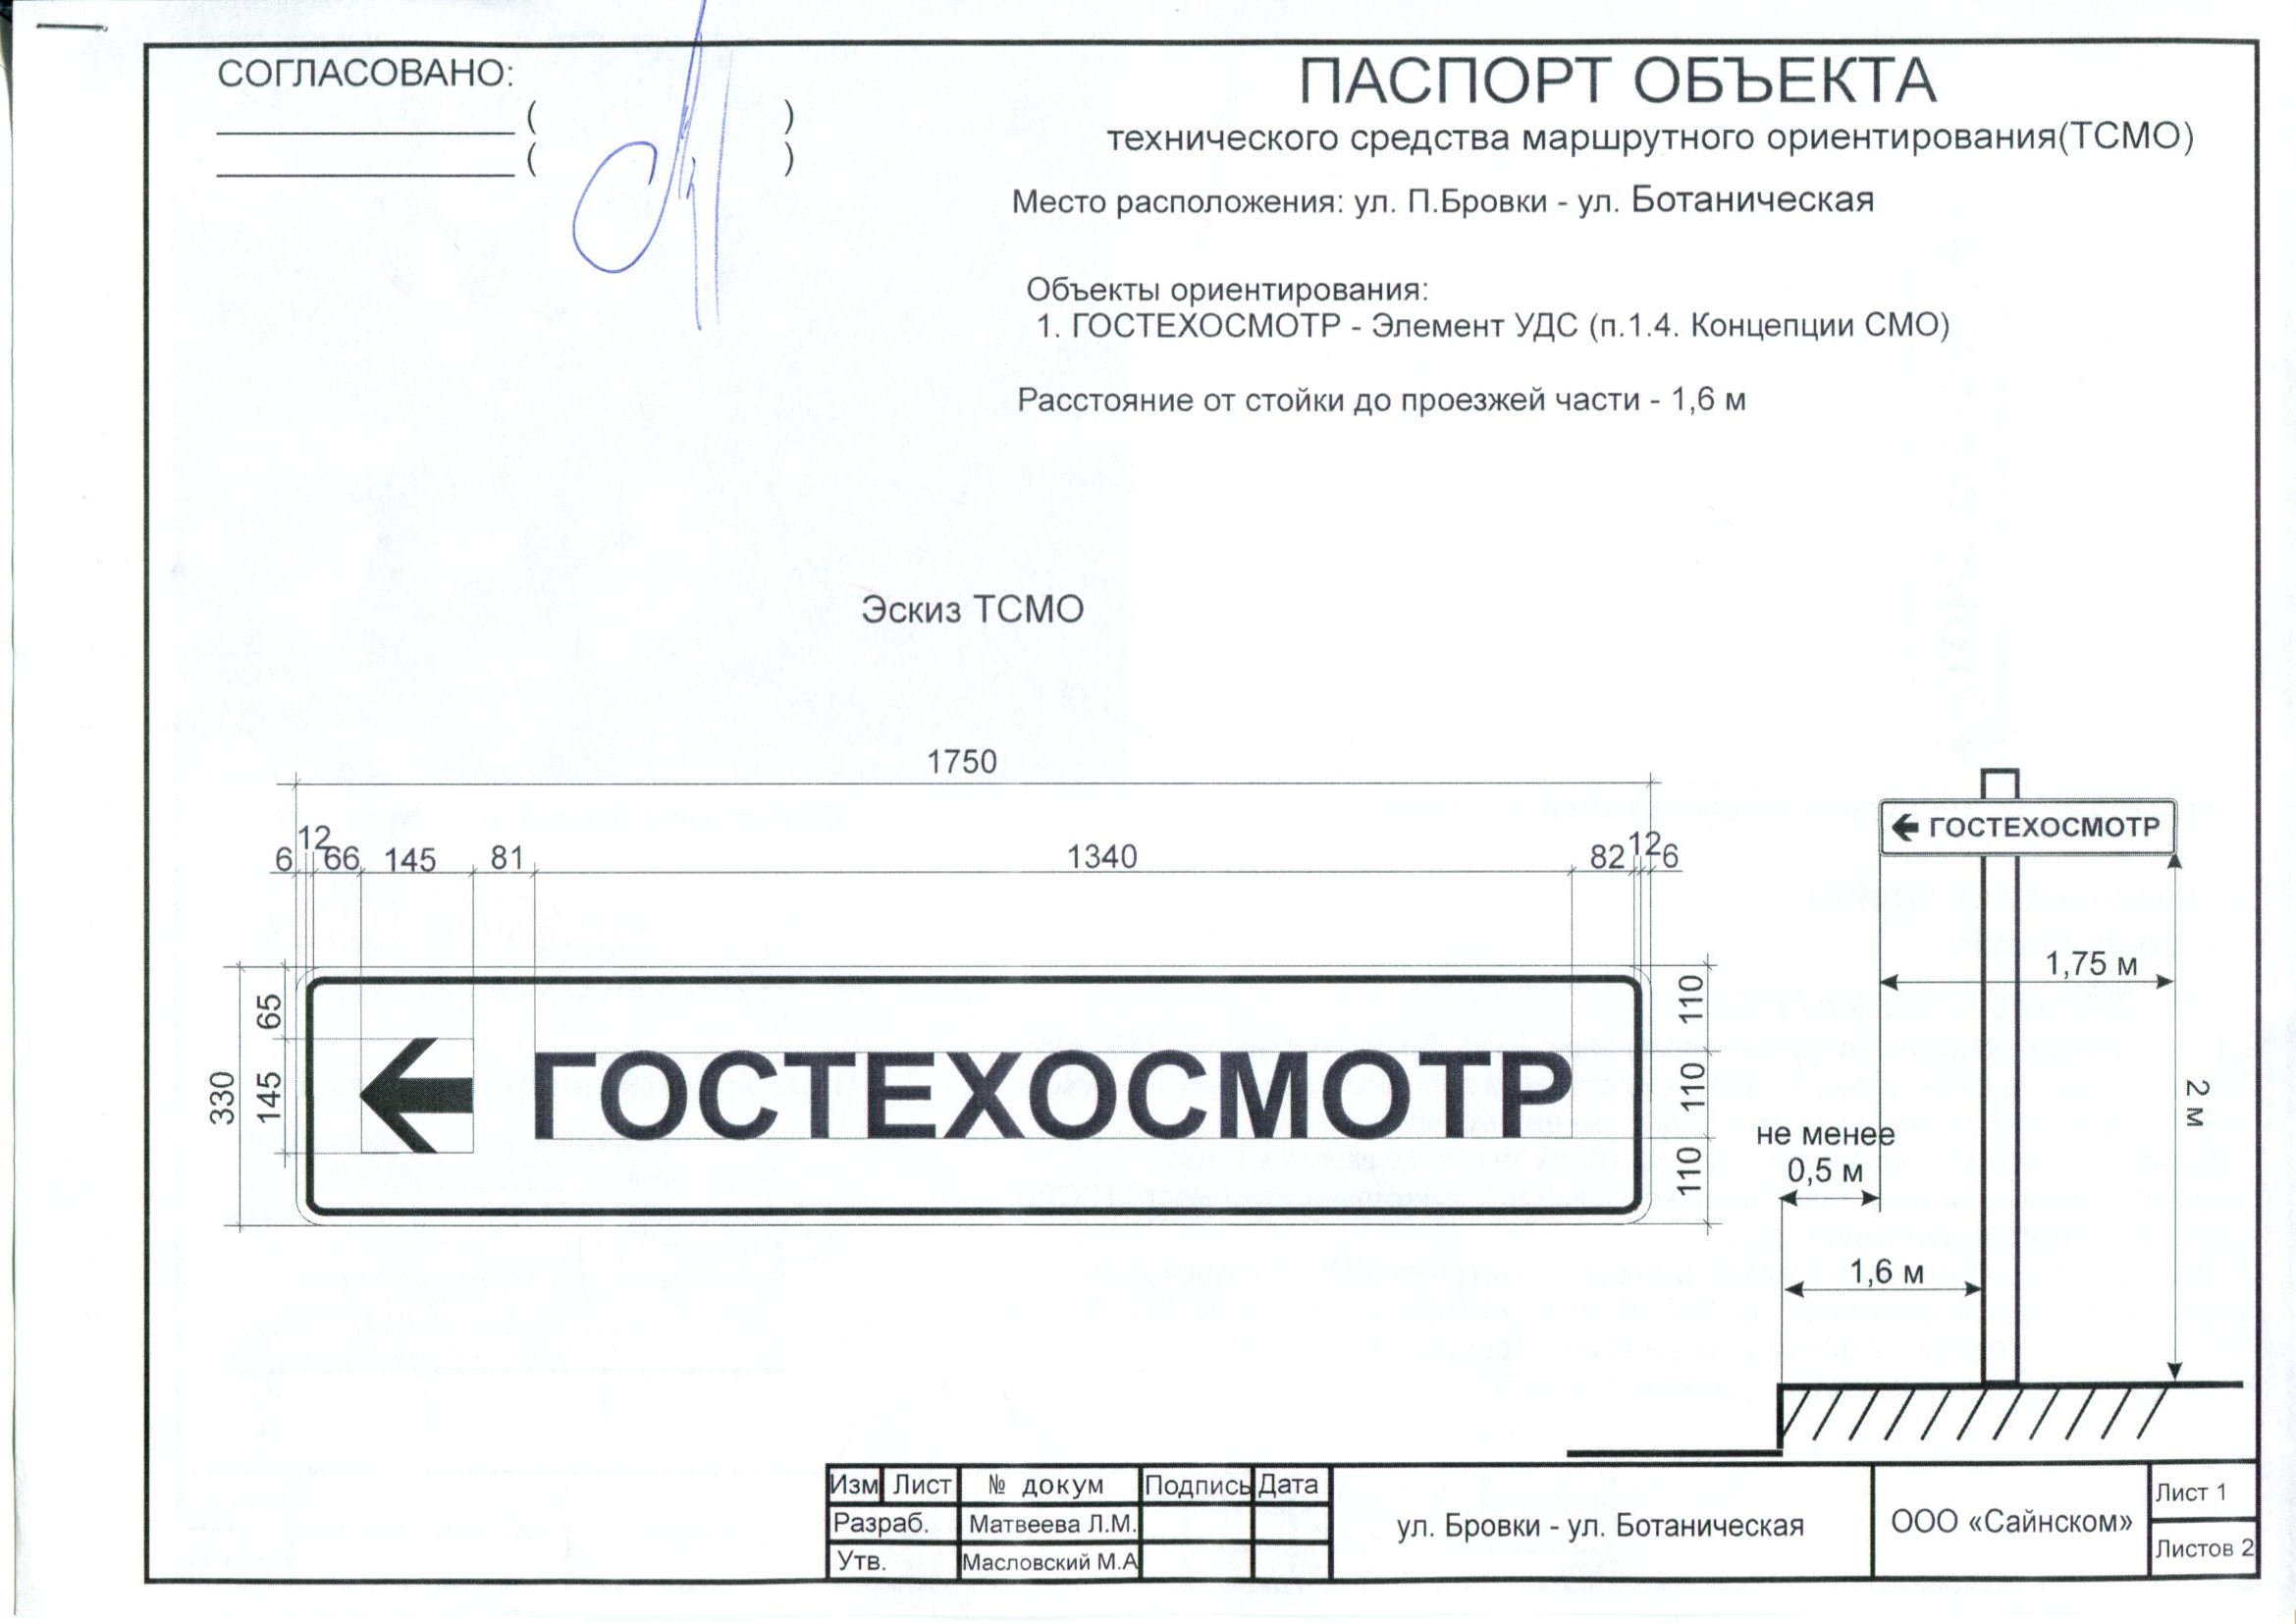 СОГЛАСОВАНО:
( )
( )
ПАСПОРТ ОБЪЕКТА
технического средства маршрутного ориентирования(ТСМО)
Место расположения: ул. П.Бровки - ул. Ботаническая
Объекты ориентирования:
1. ГОСТЕХОСМОТР - Элемент УДС (п.1.4. Концепции СМО)
Расстояние от стойки до проезжей части - 1,6 м
Эскиз ТСМО
1750
6 12 66 145 81 1340 82 12 6
330 65 145
ГОСТЕХОСМОТР
110 110 110
ГОСТЕХОСМОТР
1,75 м
2 м
не менее
0,5 м
1,6 м
Изм Лист № докум Подпись Дата
Разраб. Матвеева Л.М.
Утв. Масловский М.А
ул. Бровки - ул. Ботаническая
ООО «Сайнском»
Лист 1
Листов 2